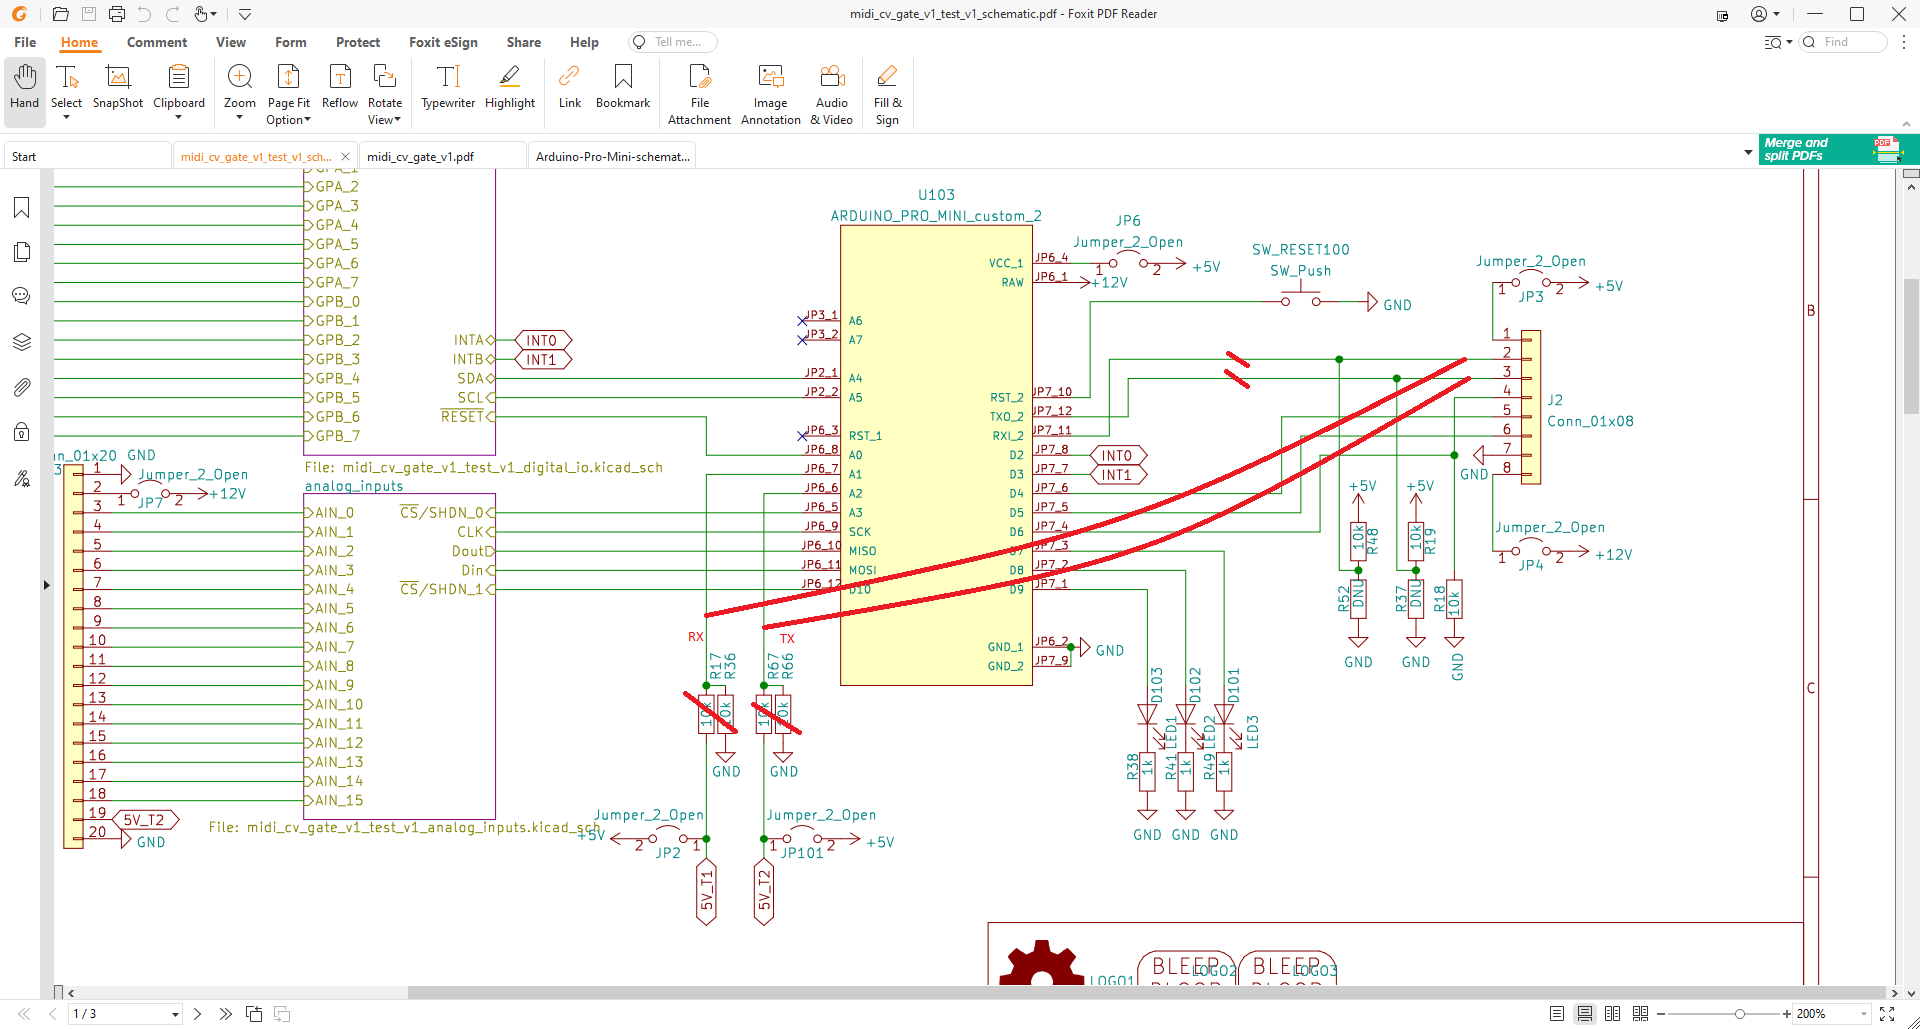 midi_cv_gate_v1_test_v1_schematic.pdf - Foxit PDF Reader
File Home Comment View Form Protect Foxit eSign Share Help Tell me... Find
Hand Select SnapShot Clipboard Zoom Page Fit Option Reflow Rotate View Typewriter Highlight Link Bookmark File Attachment Image Annotation Audio & Video Fill & Sign
Start midi_cv_gate_v1_test_v1_sch... midi_cv_gate_v1.pdf Arduino-Pro-Mini-schemat...
Merge and
split PDFs
GPA_1
GPA_2
GPA_3
GPA_4
GPA_5
GPA_6
GPA_7
GPB_0
GPB_1
GPB_2
GPB_3
GPB_4
GPB_5
GPB_6
GPB_7
INTA INT0
INTB INT1
SDA
SCL
RESET
File: midi_cv_gate_v1_test_v1_digital_io.kicad_sch
analog_inputs
AIN_0
AIN_1
AIN_2
AIN_3
AIN_4
AIN_5
AIN_6
AIN_7
AIN_8
AIN_9
AIN_10
AIN_11
AIN_12
AIN_13
AIN_14
AIN_15
CS/SHDN_0
CLK
Dout
Din
CS/SHDN_1
File: midi_cv_gate_v1_test_v1_analog_inputs.kicad_sch
nn_01x20 GND
3
Jumper_2_Open
1 JP7 2 +12V
1
2
3
4
5
6
7
8
9
10
11
12
13
14
15
16
17
18
19
20
5V_T2
GND
U103
ARDUINO_PRO_MINI_custom_2
JP3_1 A6
JP3_2 A7
JP2_1 A4
JP2_2 A5
JP6_3 RST_1
JP6_8 A0
JP6_7 A1
JP6_6 A2
JP6_5 A3
JP6_9 SCK
JP6_10 MISO
JP6_11 MOSI
JP6_12 D10
VCC_1 JP6_4
RAW JP6_1
RST_2 JP7_10
TXO_2 JP7_12
RXI_2 JP7_11
D2 JP7_8 INT0
D3 JP7_7 INT1
D4 JP7_6
D5 JP7_5
D6 JP7_4
D7 JP7_3
D8 JP7_2
D9 JP7_1
GND_1 JP6_2 GND
GND_2 JP7_9
JP6
Jumper_2_Open
1 2 +5V
+12V
SW_RESET100
SW_Push
GND
Jumper_2_Open
1 JP3 2 +5V
1
2
3
4
5
6
7
8
J2
Conn_01x08
GND
Jumper_2_Open
1 JP4 2 +12V
+5V +5V
10k R48 10k R19
R52 DNU R37 DNU R18 10k
GND GND GND
RX TX
R17 R36 R67 R66
10k 10k 10k 10k
GND GND
Jumper_2_Open Jumper_2_Open
+5V 2 JP2 1 1 JP101 2 +5V
5V_T1 5V_T2
D103 D102 D101
LED1 LED2 LED3
R38 1k R41 1k R49 1k
GND GND GND
B
C
LOGO1 BLEEP LOGO2 BLEEP LOGO3
BLOOP BLOOP
1 / 3 200%